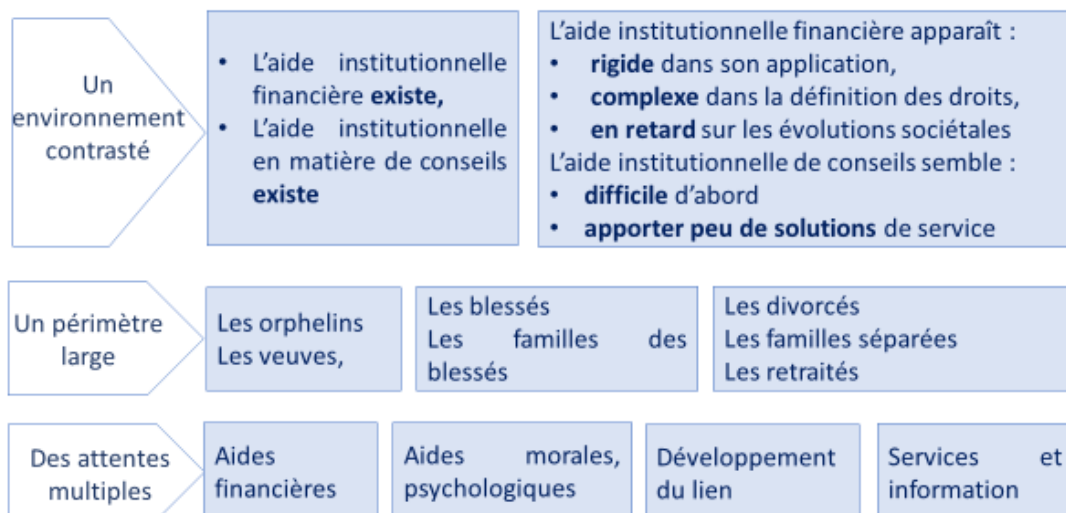 Un
environnement
contrasté
• L'aide institutionnelle
financière existe,
• L'aide institutionnelle
en matière de conseils
existe
L'aide institutionnelle financière apparaît :
• rigide dans son application,
• complexe dans la définition des droits,
• en retard sur les évolutions sociétales
L'aide institutionnelle de conseils semble :
• difficile d'abord
• apporter peu de solutions de service
Un périmètre
large
Les orphelins
Les veuves,
Les blessés
Les familles des
blessés
Les divorcés
Les familles séparées
Les retraités
Des attentes
multiples
Aides
financières
Aides morales,
psychologiques
Développement
du lien
Services et
information